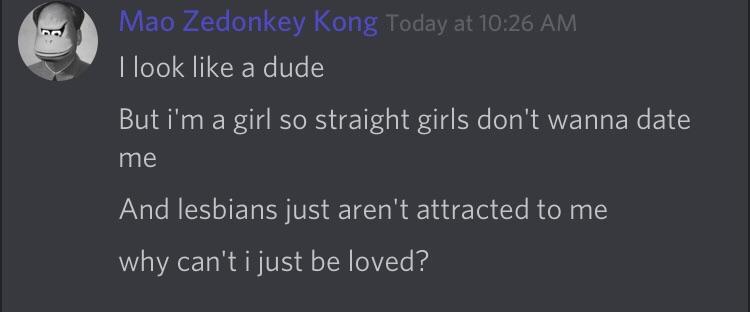 Mao Zedonkey Kong Today at 10:26 AM
I look like a dude
But i'm a girl so straight girls don't wanna date
me
And lesbians just aren't attracted to me
why can't i just be loved?